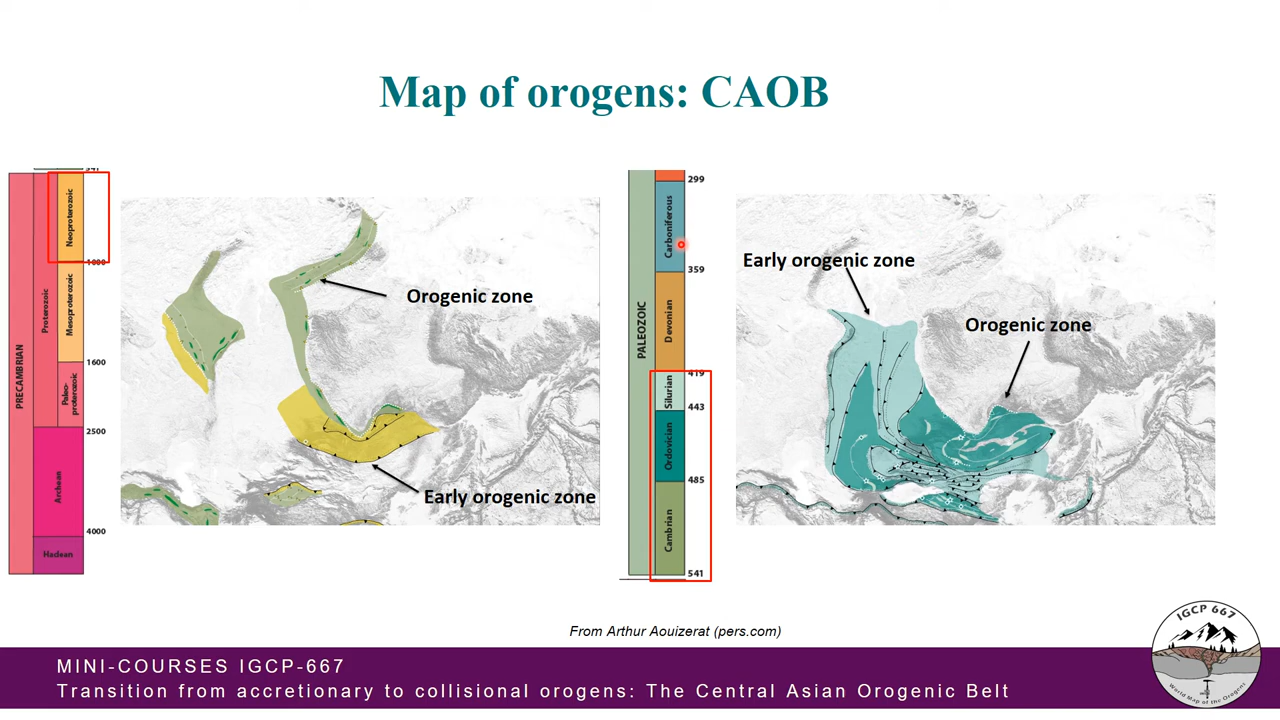 Map of orogens: CAOB
PRECAMBRIAN
Proterozoic
Neoproterozoic
Mesoproterozoic
Paleo-
proterozoic
Archean
Hadean
541
1000
1600
2500
4000
Orogenic zone
Early orogenic zone
PALEOZOIC
Carboniferous
Devonian
Silurian
Ordovician
Cambrian
299
359
419
443
485
541
Early orogenic zone
Orogenic zone
From Arthur Aouizerat (pers.com)
MINI-COURSES IGCP-667
Transition from accretionary to collisional orogens: The Central Asian Orogenic Belt
IGCP 667
World Map of the Orogens